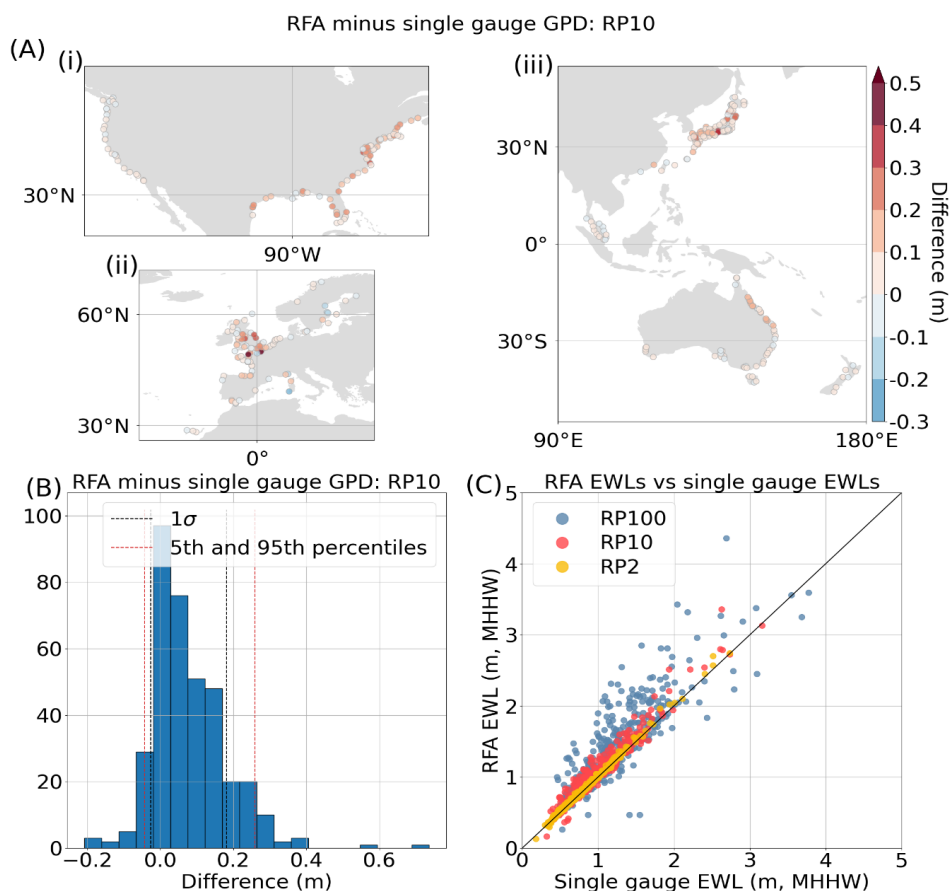 RFA minus single gauge GPD: RP10
(A)
(i)
30°N
90°W
(ii)
60°N
30°N
0°
(iii)
30°N
0°
30°S
90°E
180°E
0.5
0.4
0.3
0.2
0.1
0
-0.1
-0.2
-0.3
Difference (m)
(B)
RFA minus single gauge GPD: RP10
1σ
5th and 95th percentiles
100
80
60
40
20
0
−0.2
0.0
0.2
0.4
0.6
Difference (m)
(C)
RFA EWLs vs single gauge EWLs
RP100
RP10
RP2
RFA EWL (m, MHHW)
5
4
3
2
1
0
0
1
2
3
4
5
Single gauge EWL (m, MHHW)